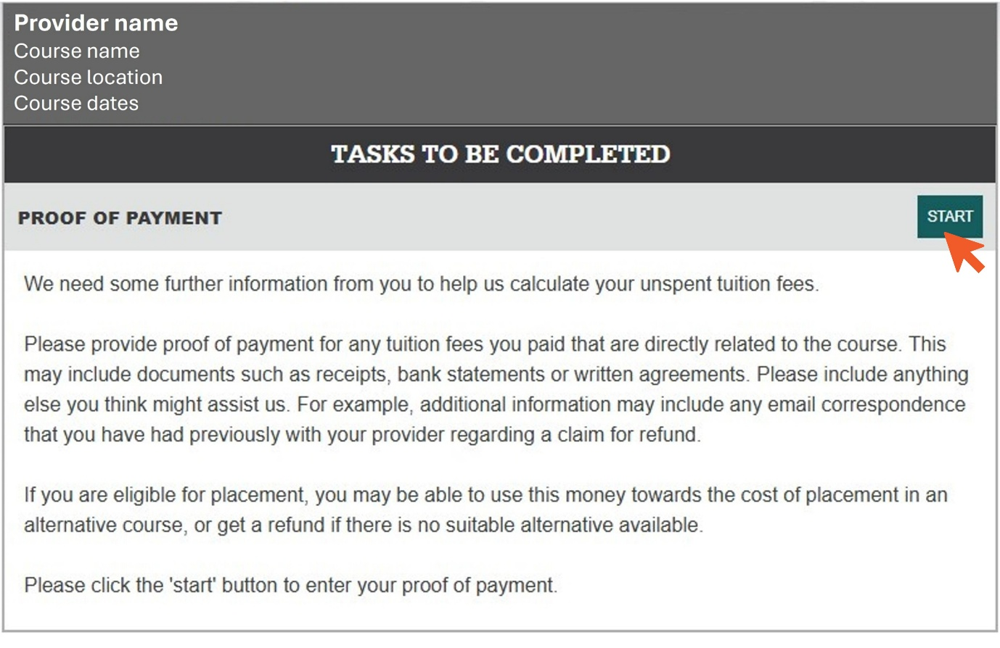 Provider name
Course name
Course location
Course dates
TASKS TO BE COMPLETED
PROOF OF PAYMENT
START
We need some further information from you to help us calculate your unspent tuition fees.
Please provide proof of payment for any tuition fees you paid that are directly related to the course. This
may include documents such as receipts, bank statements or written agreements. Please include anything
else you think might assist us. For example, additional information may include any email correspondence
that you have had previously with your provider regarding a claim for refund.
If you are eligible for placement, you may be able to use this money towards the cost of placement in an
alternative course, or get a refund if there is no suitable alternative available.
Please click the 'start' button to enter your proof of payment.